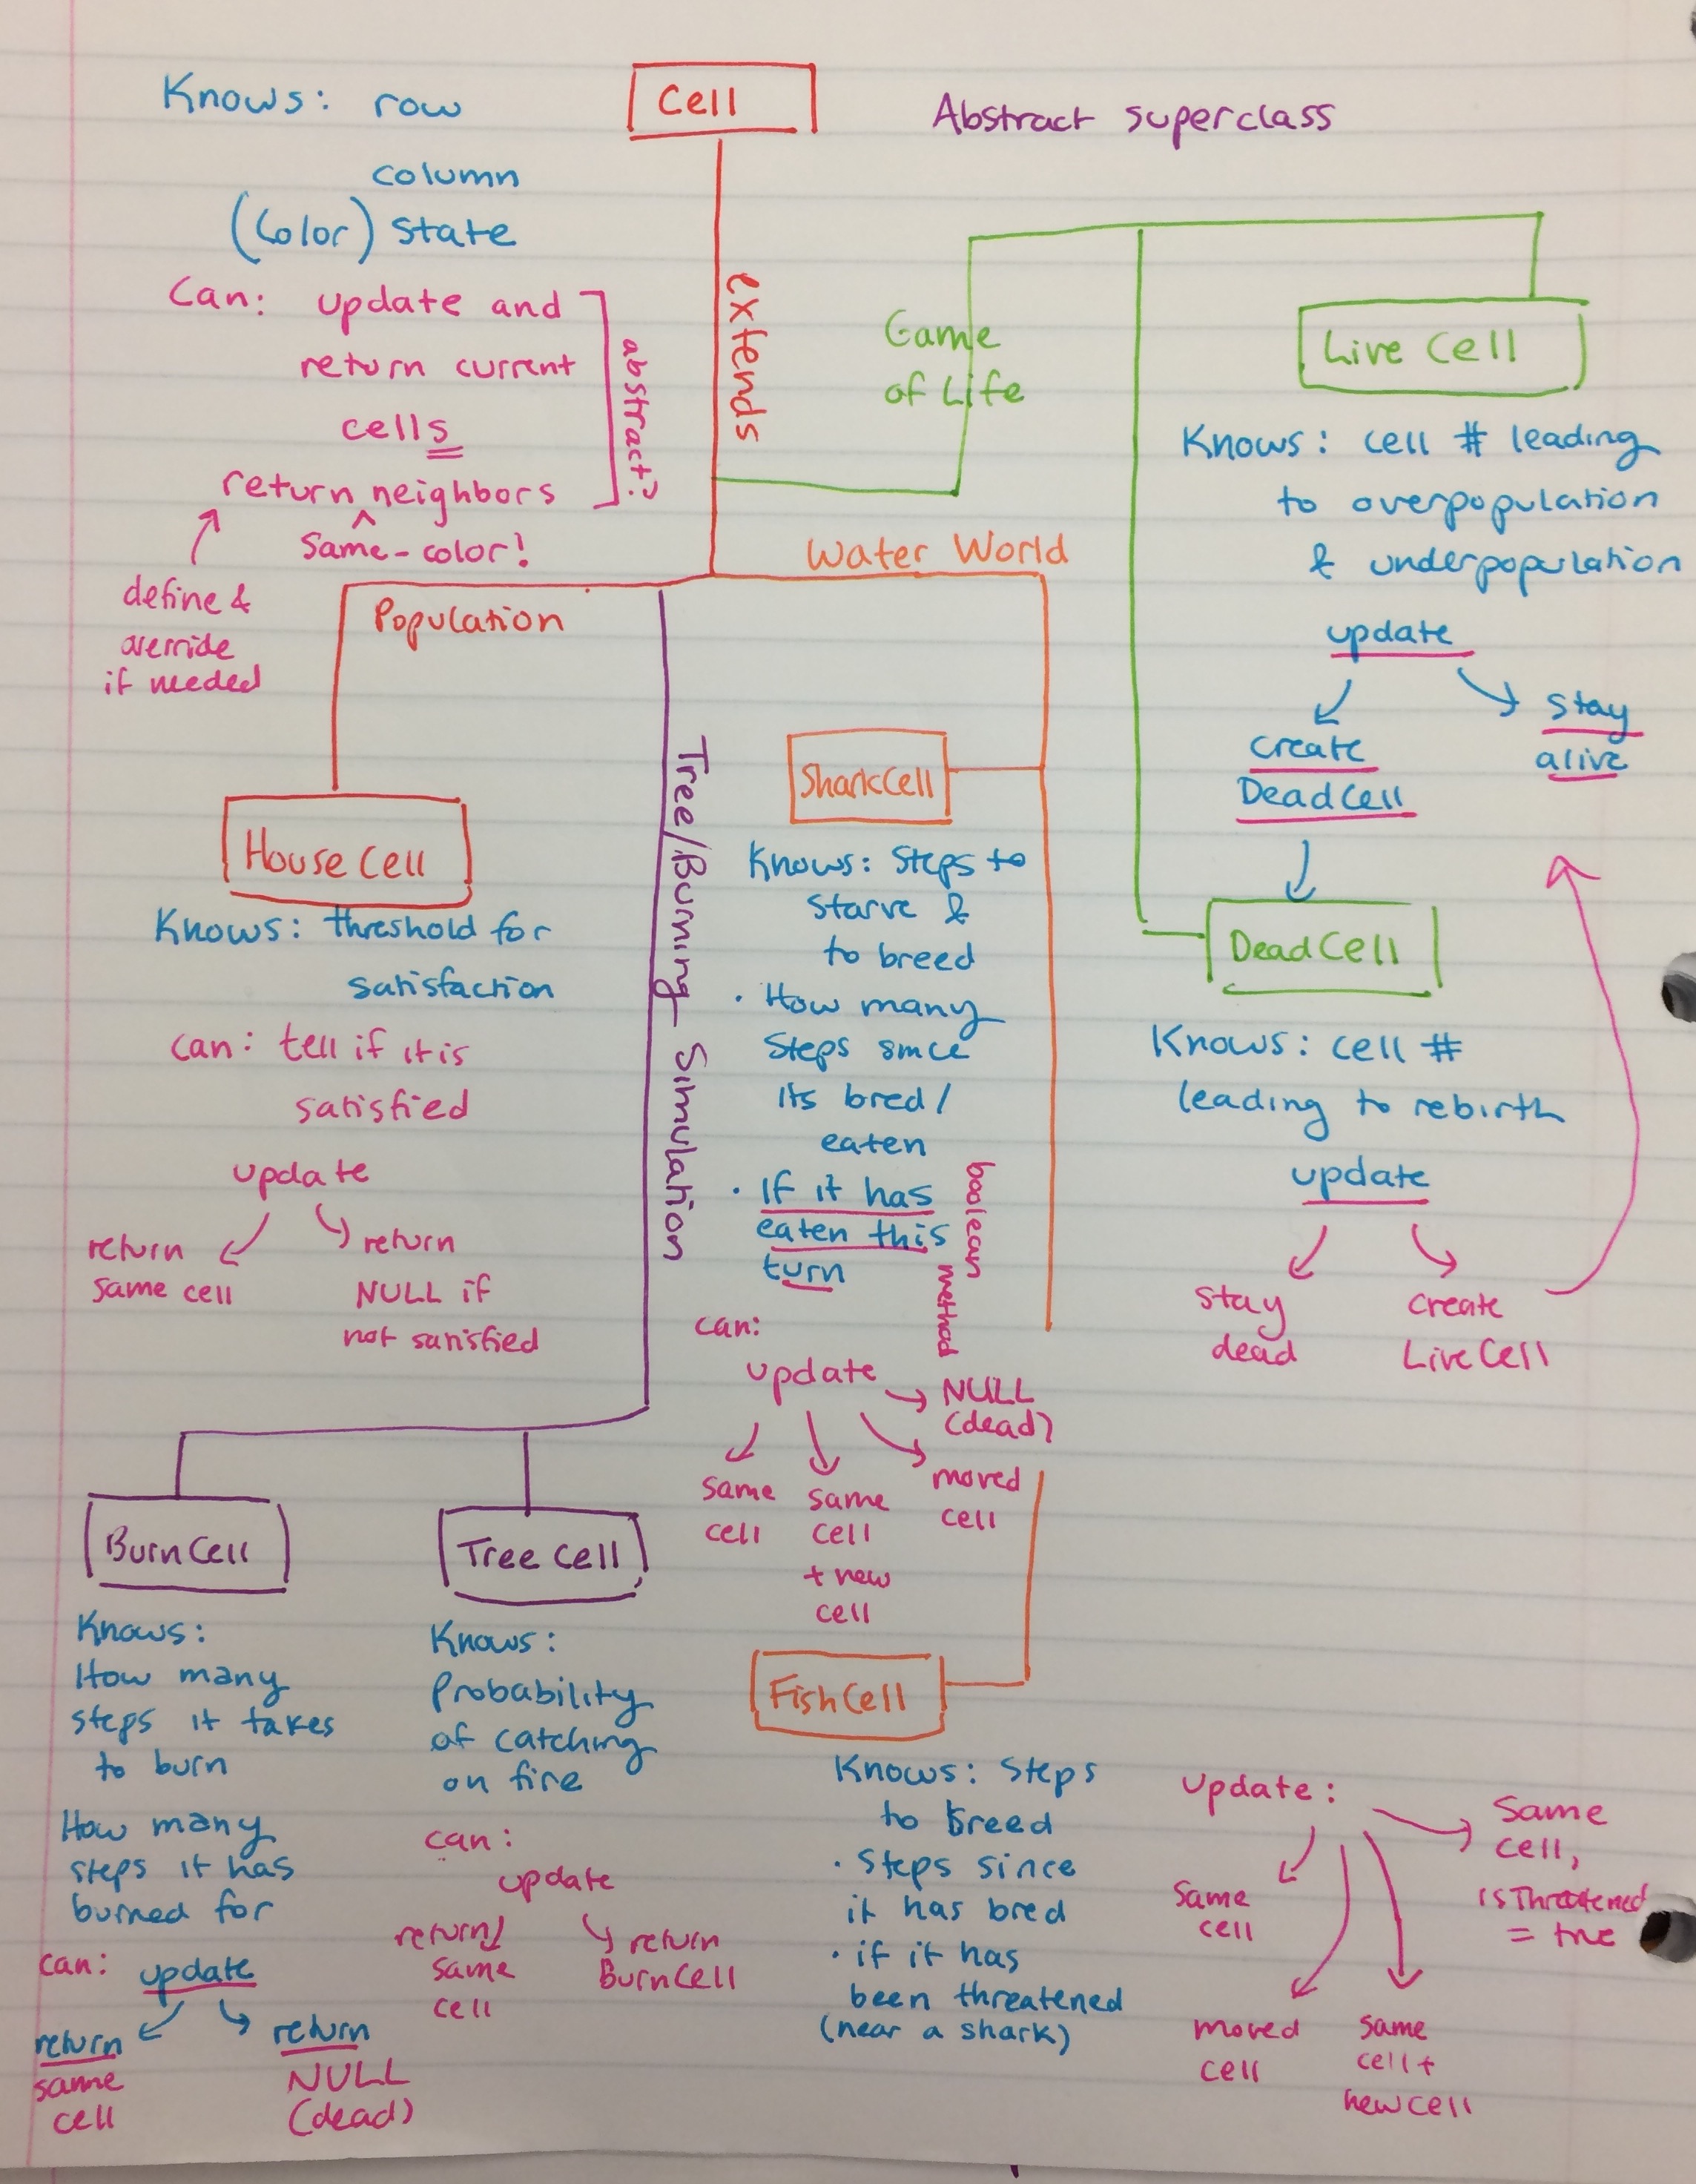 Cell
Abstract superclass
Knows: row
column
(Color) state
Can: update and
return current
cells
return neighbors
^
same-color!
abstract?
define &
override
if needed
extends
Game
of Life
Live Cell
Knows: cell # leading
to overpopulation
& underpopulation
update
create
DeadCell
stay
alive
DeadCell
Knows: cell #
leading to rebirth
update
stay
dead
create
LiveCell
Water World
Population
House Cell
Knows: threshold for
satisfaction
can: tell if it is
satisfied
update
return
same cell
return
NULL if
not satisfied
Tree/Burning Simulation
SharkCell
Knows: Steps to
starve &
to breed
· How many
steps since
its bred/
eaten
· If it has
eaten this
turn
boolean
method
can:
update
NULL
(dead)
same
cell
same
cell
+ new
cell
moved
cell
BurnCell
Knows:
How many
steps it takes
to burn
How many
steps it has
burned for
can: update
return
same
cell
return
NULL
(dead)
Tree Cell
Knows:
Probability
of catching
on fire
can:
update
return
same
cell
return
BurnCell
FishCell
Knows: Steps
to breed
· steps since
it has bred
· if it has
been threatened
(near a shark)
update:
same
cell
moved
cell
same
cell +
new cell
same
cell,
isThreatened
= true